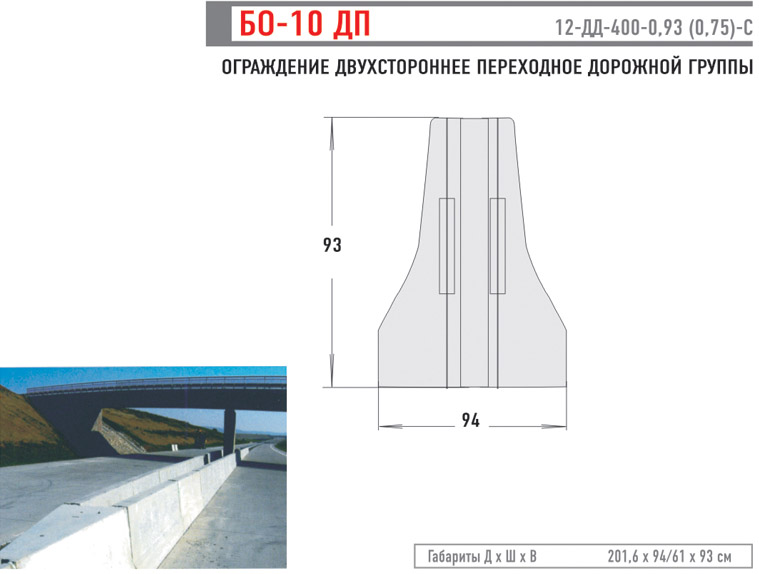 БО-10 ДП
12-ДД-400-0,93 (0,75)-С
ОГРАЖДЕНИЕ ДВУХСТОРОННЕЕ ПЕРЕХОДНОЕ ДОРОЖНОЙ ГРУППЫ
93
94
Габариты Д х Ш х В 201,6 х 94/61 х 93 см